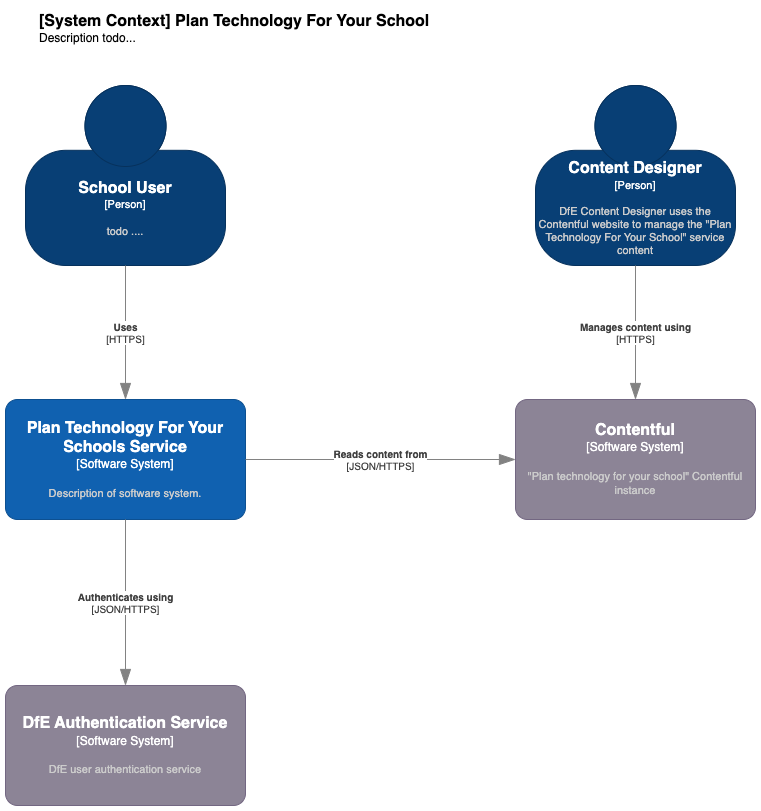 [System Context] Plan Technology For Your School
Description todo...
School User
[Person]
todo ....
Content Designer
[Person]
DfE Content Designer uses the
Contentful website to manage the "Plan
Technology For Your School" service
content
Uses
[HTTPS]
Manages content using
[HTTPS]
Plan Technology For Your
Schools Service
[Software System]
Description of software system.
Reads content from
[JSON/HTTPS]
Contentful
[Software System]
"Plan technology for your school" Contentful
instance
Authenticates using
[JSON/HTTPS]
DfE Authentication Service
[Software System]
DfE user authentication service